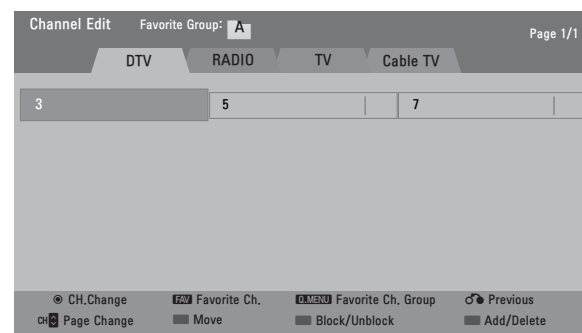 Channel Edit Favorite Group: A Page 1/1
DTV RADIO TV Cable TV
3 5 7
CH.Change FAV Favorite Ch. Q.MENU Favorite Ch. Group Previous
CH Page Change Move Block/Unblock Add/Delete